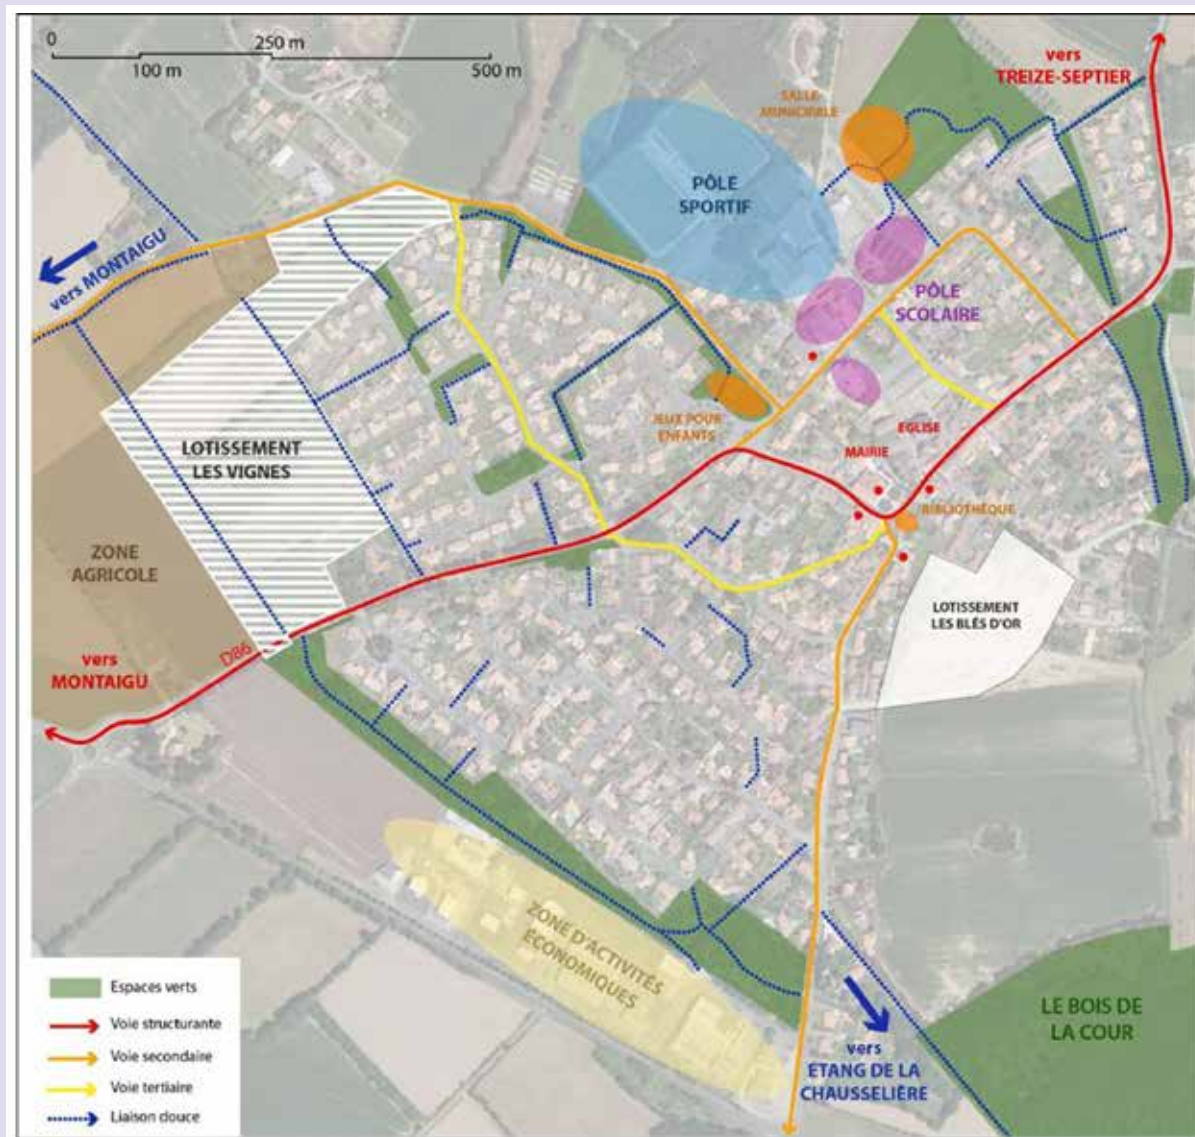 0
250 m
100 m
500 m
vers
TREIZE-SEPTIER
SALLE
MUNICIPALE
PÔLE
SPORTIF
vers MONTAIGU
PÔLE
SCOLAIRE
JEUX POUR
ENFANTS
EGLISE
MAIRIE
LOTISSEMENT
LES VIGNES
BIBLIOTHÈQUE
ZONE
AGRICOLE
LOTISSEMENT
LES BLÉS D'OR
D86
vers
MONTAIGU
ZONE D'ACTIVITÉS
ÉCONOMIQUES
LE BOIS DE
LA COUR
vers
ETANG DE LA
CHAUSSELIÈRE
Espaces verts
Voie structurante
Voie secondaire
Voie tertiaire
Liaison douce